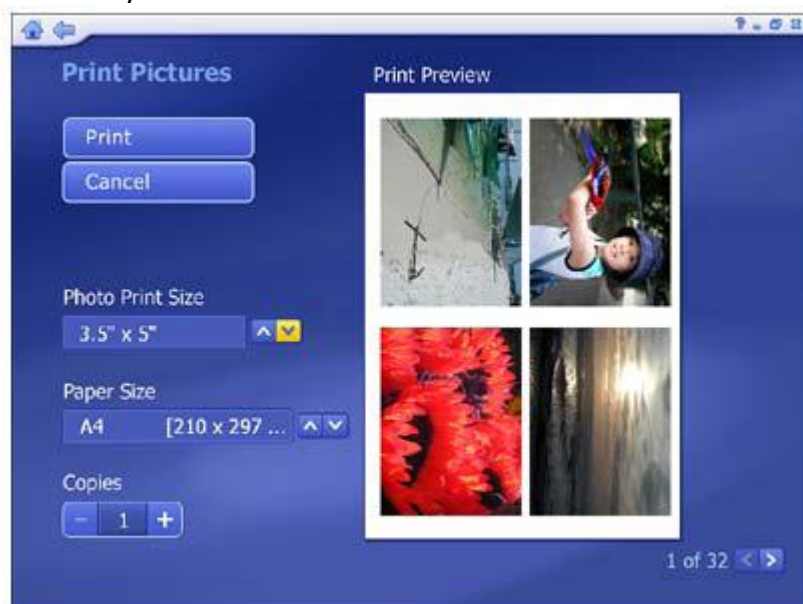 Print Pictures
Print Preview
Print
Cancel
Photo Print Size
3.5" x 5"
Paper Size
A4 [210 x 297 ...
Copies
- 1 +
1 of 32 < >